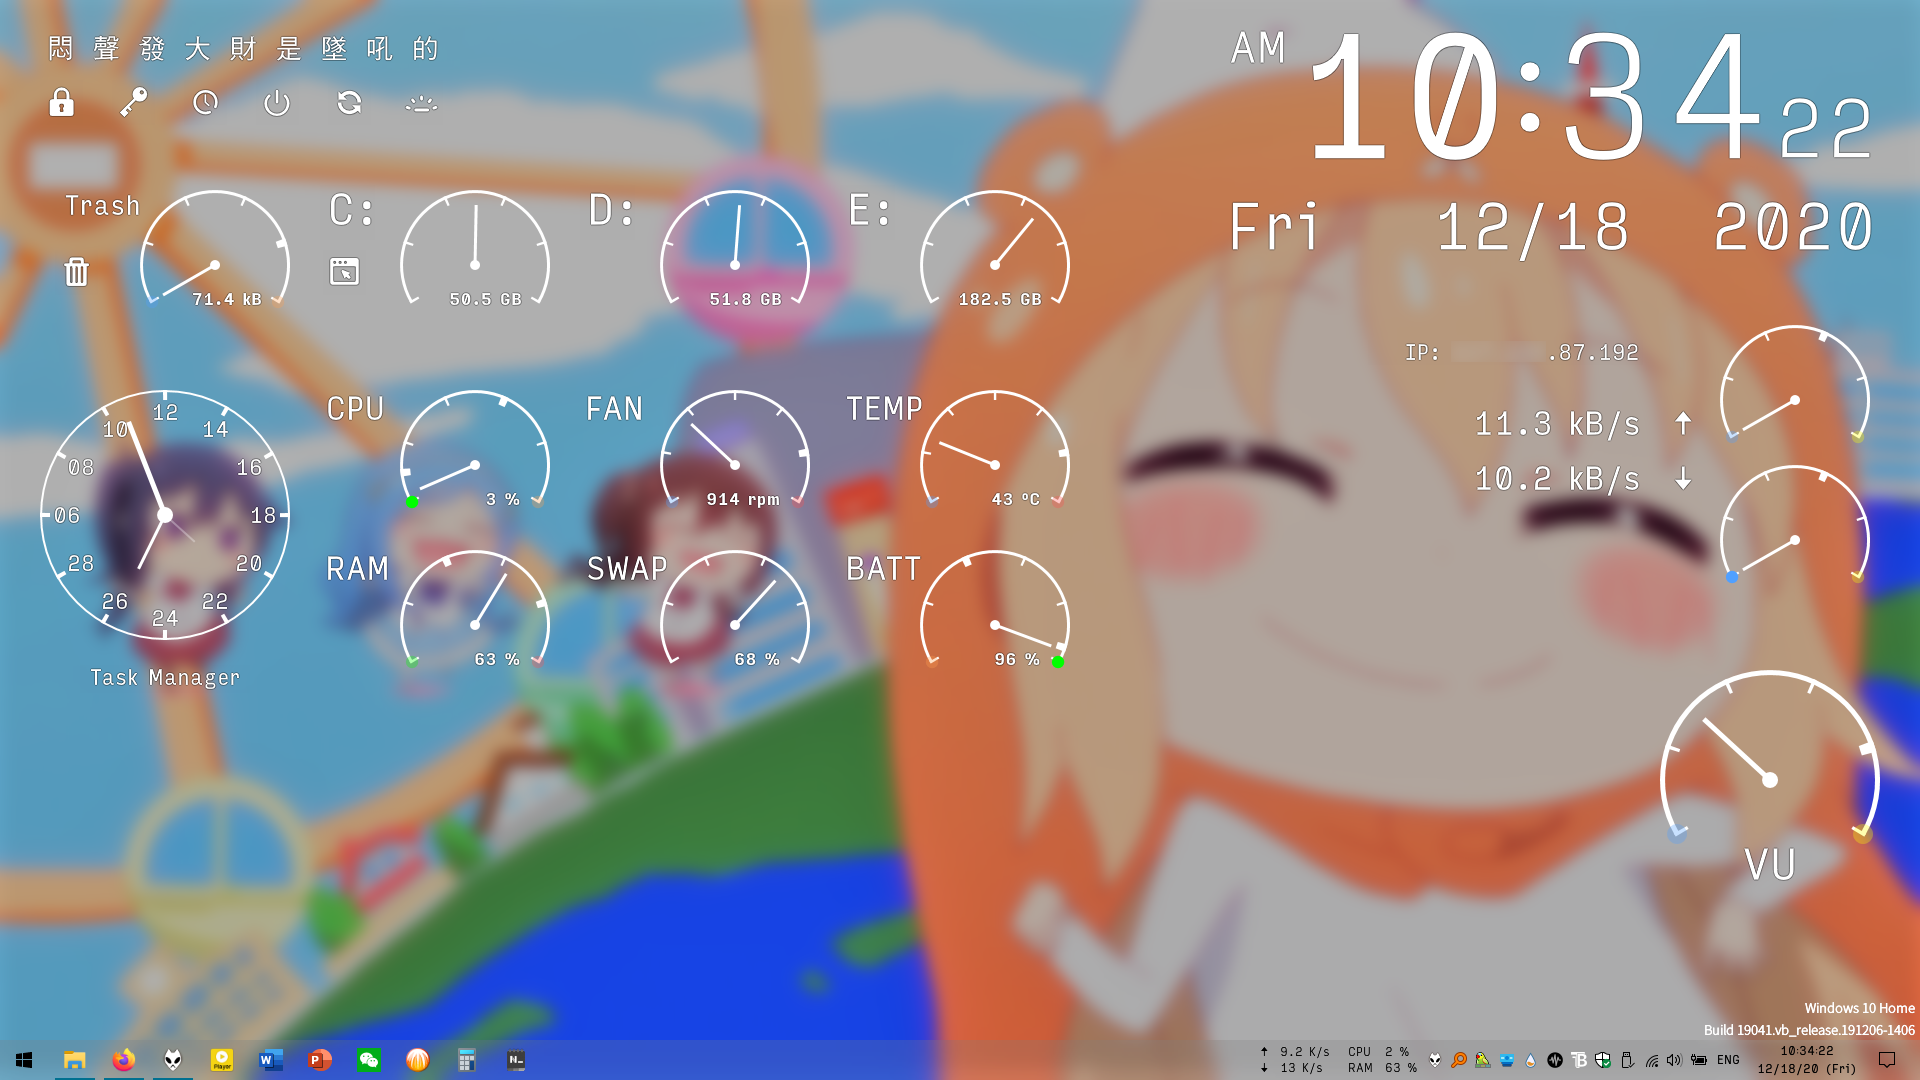 悶聲發大財是墜吼的
AM 10:34 22
Fri 12/18 2020
Trash
71.4 kB
C:
50.5 GB
D:
51.8 GB
E:
182.5 GB
IP: .87.192
11.3 kB/s
10.2 kB/s
12
14
16
18
20
22
24
26
28
06
08
10
Task Manager
CPU
3 %
FAN
914 rpm
TEMP
43 ºC
RAM
63 %
SWAP
68 %
BATT
96 %
VU
Windows 10 Home
Build 19041.vb_release.191206-1406
9.2 K/s CPU 2 %
13 K/s RAM 63 %
ENG
10:34:22
12/18/20 (Fri)